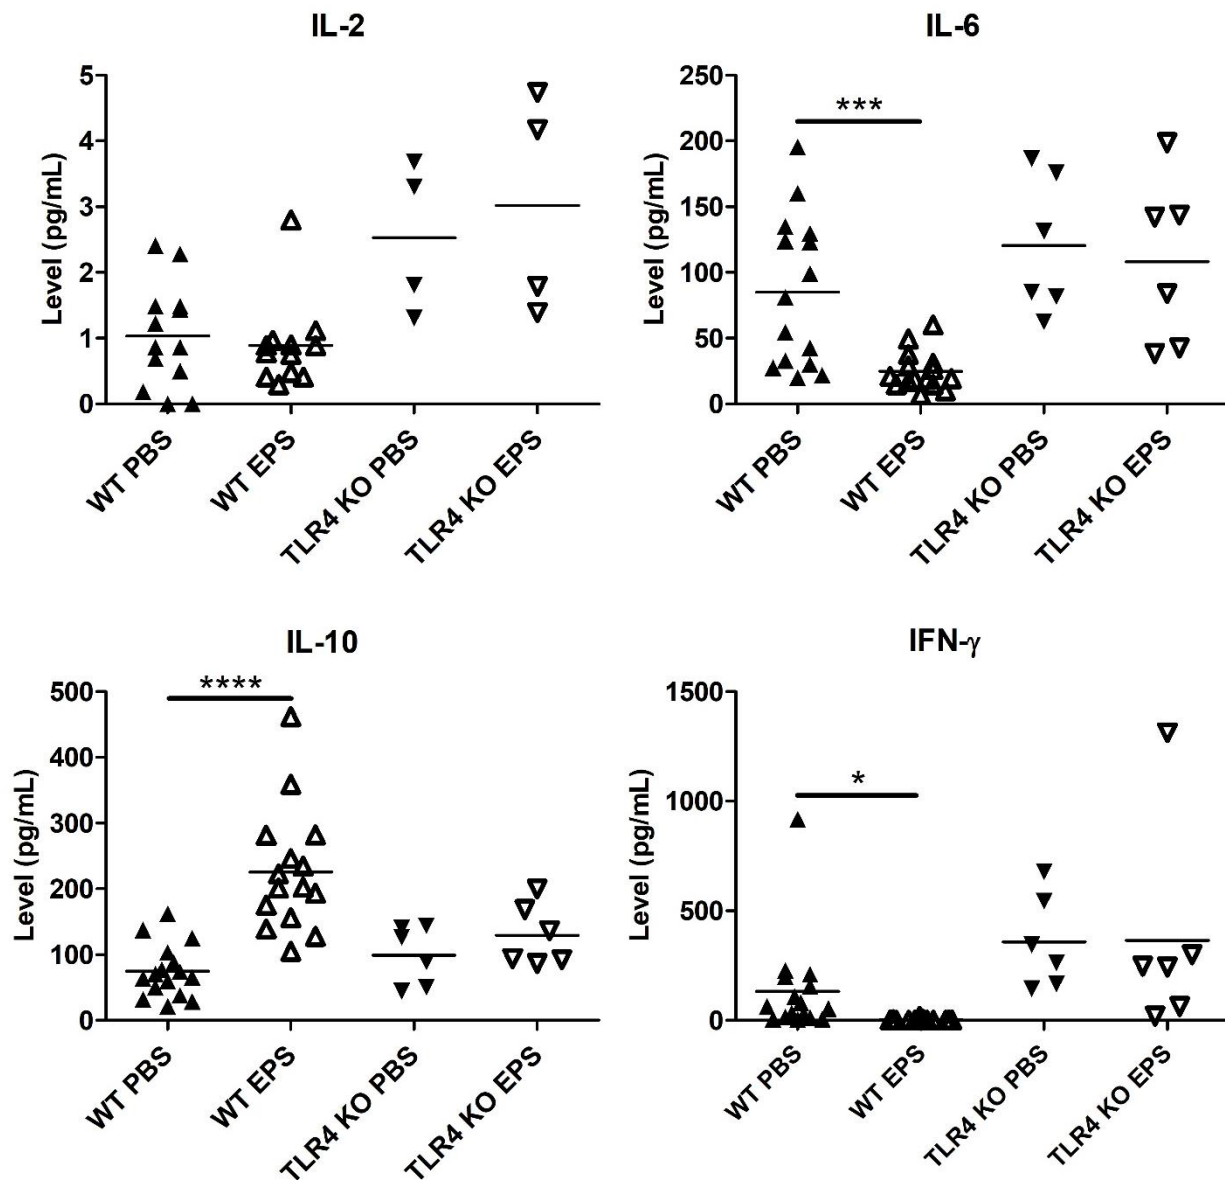 IL-2
5
4
3
2
1
0
Level (pg/mL)
WT PBS
WT EPS
TLR4 KO PBS
TLR4 KO EPS
IL-6
250
200
150
100
50
0
Level (pg/mL)
***
WT PBS
WT EPS
TLR4 KO PBS
TLR4 KO EPS
IL-10
500
400
300
200
100
0
Level (pg/mL)
****
WT PBS
WT EPS
TLR4 KO PBS
TLR4 KO EPS
IFN-γ
1500
1000
500
0
Level (pg/mL)
*
WT PBS
WT EPS
TLR4 KO PBS
TLR4 KO EPS